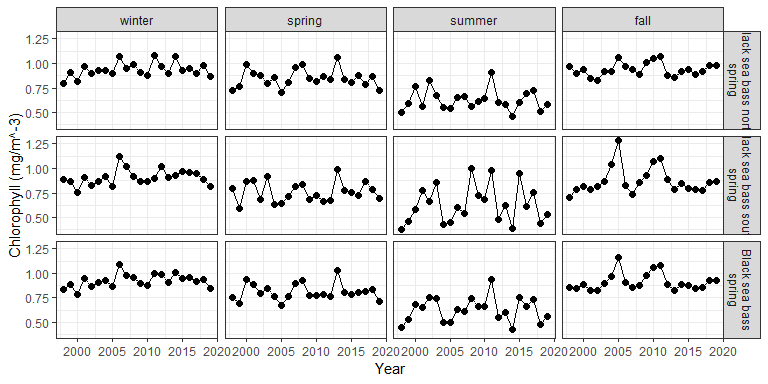 winter spring summer fall
1.25
1.00
0.75
0.50
lack sea bass nort
spring
1.25
1.00
0.75
0.50
lack sea bass sout
spring
1.25
1.00
0.75
0.50
Black sea bass
spring
Chlorophyll (mg/m^-3)
2000 2005 2010 2015 2020 2000 2005 2010 2015 2020 2000 2005 2010 2015 2020 2000 2005 2010 2015 2020
Year